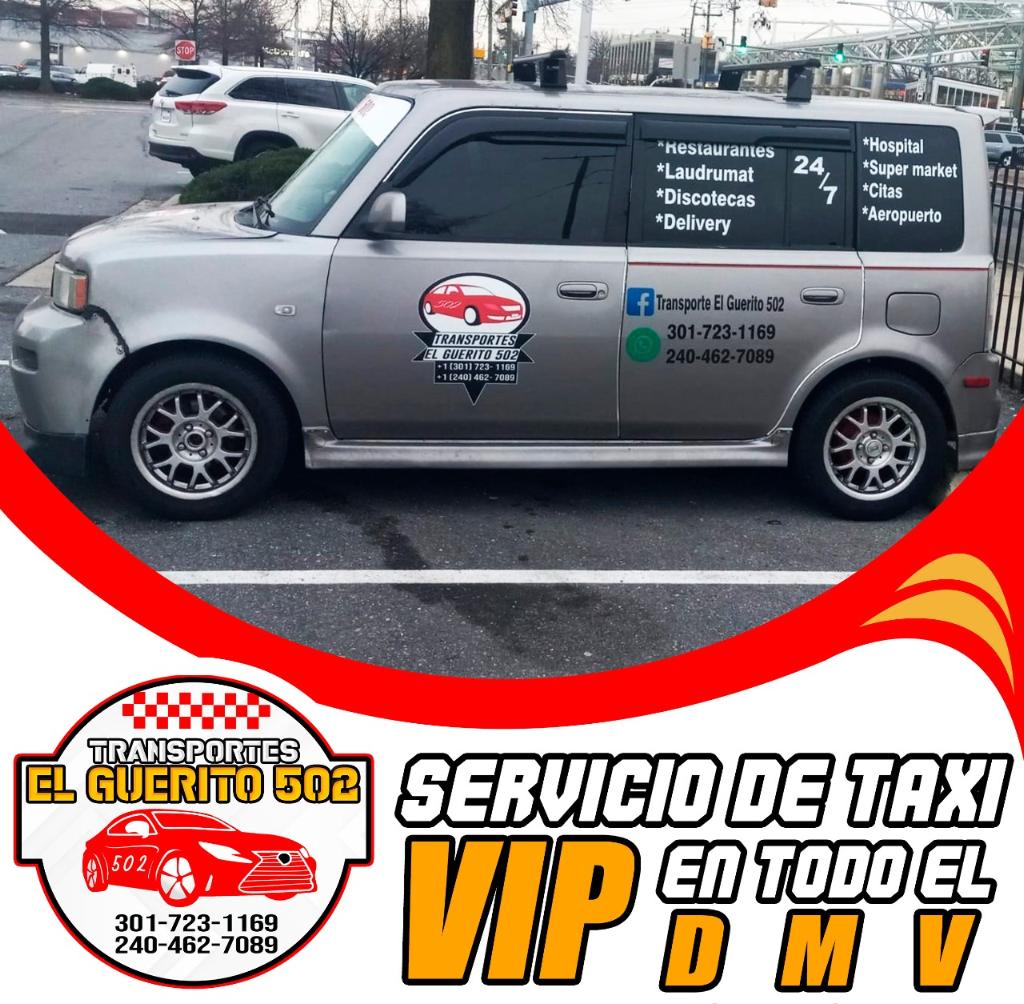 STOP
*Restaurantes
*Laudrumat
*Discotecas
*Delivery
24/7
*Hospital
*Super market
*Citas
*Aeropuerto
502
TRANSPORTES
EL GUERITO 502
+1 (301) 723-1169
+1 (240) 462-7089
Transporte El Guerito 502
301-723-1169
240-462-7089
TRANSPORTES
EL GUERITO 502
502
301-723-1169
240-462-7089
SERVICIO DE TAXI
VIP EN TODO EL
D M V